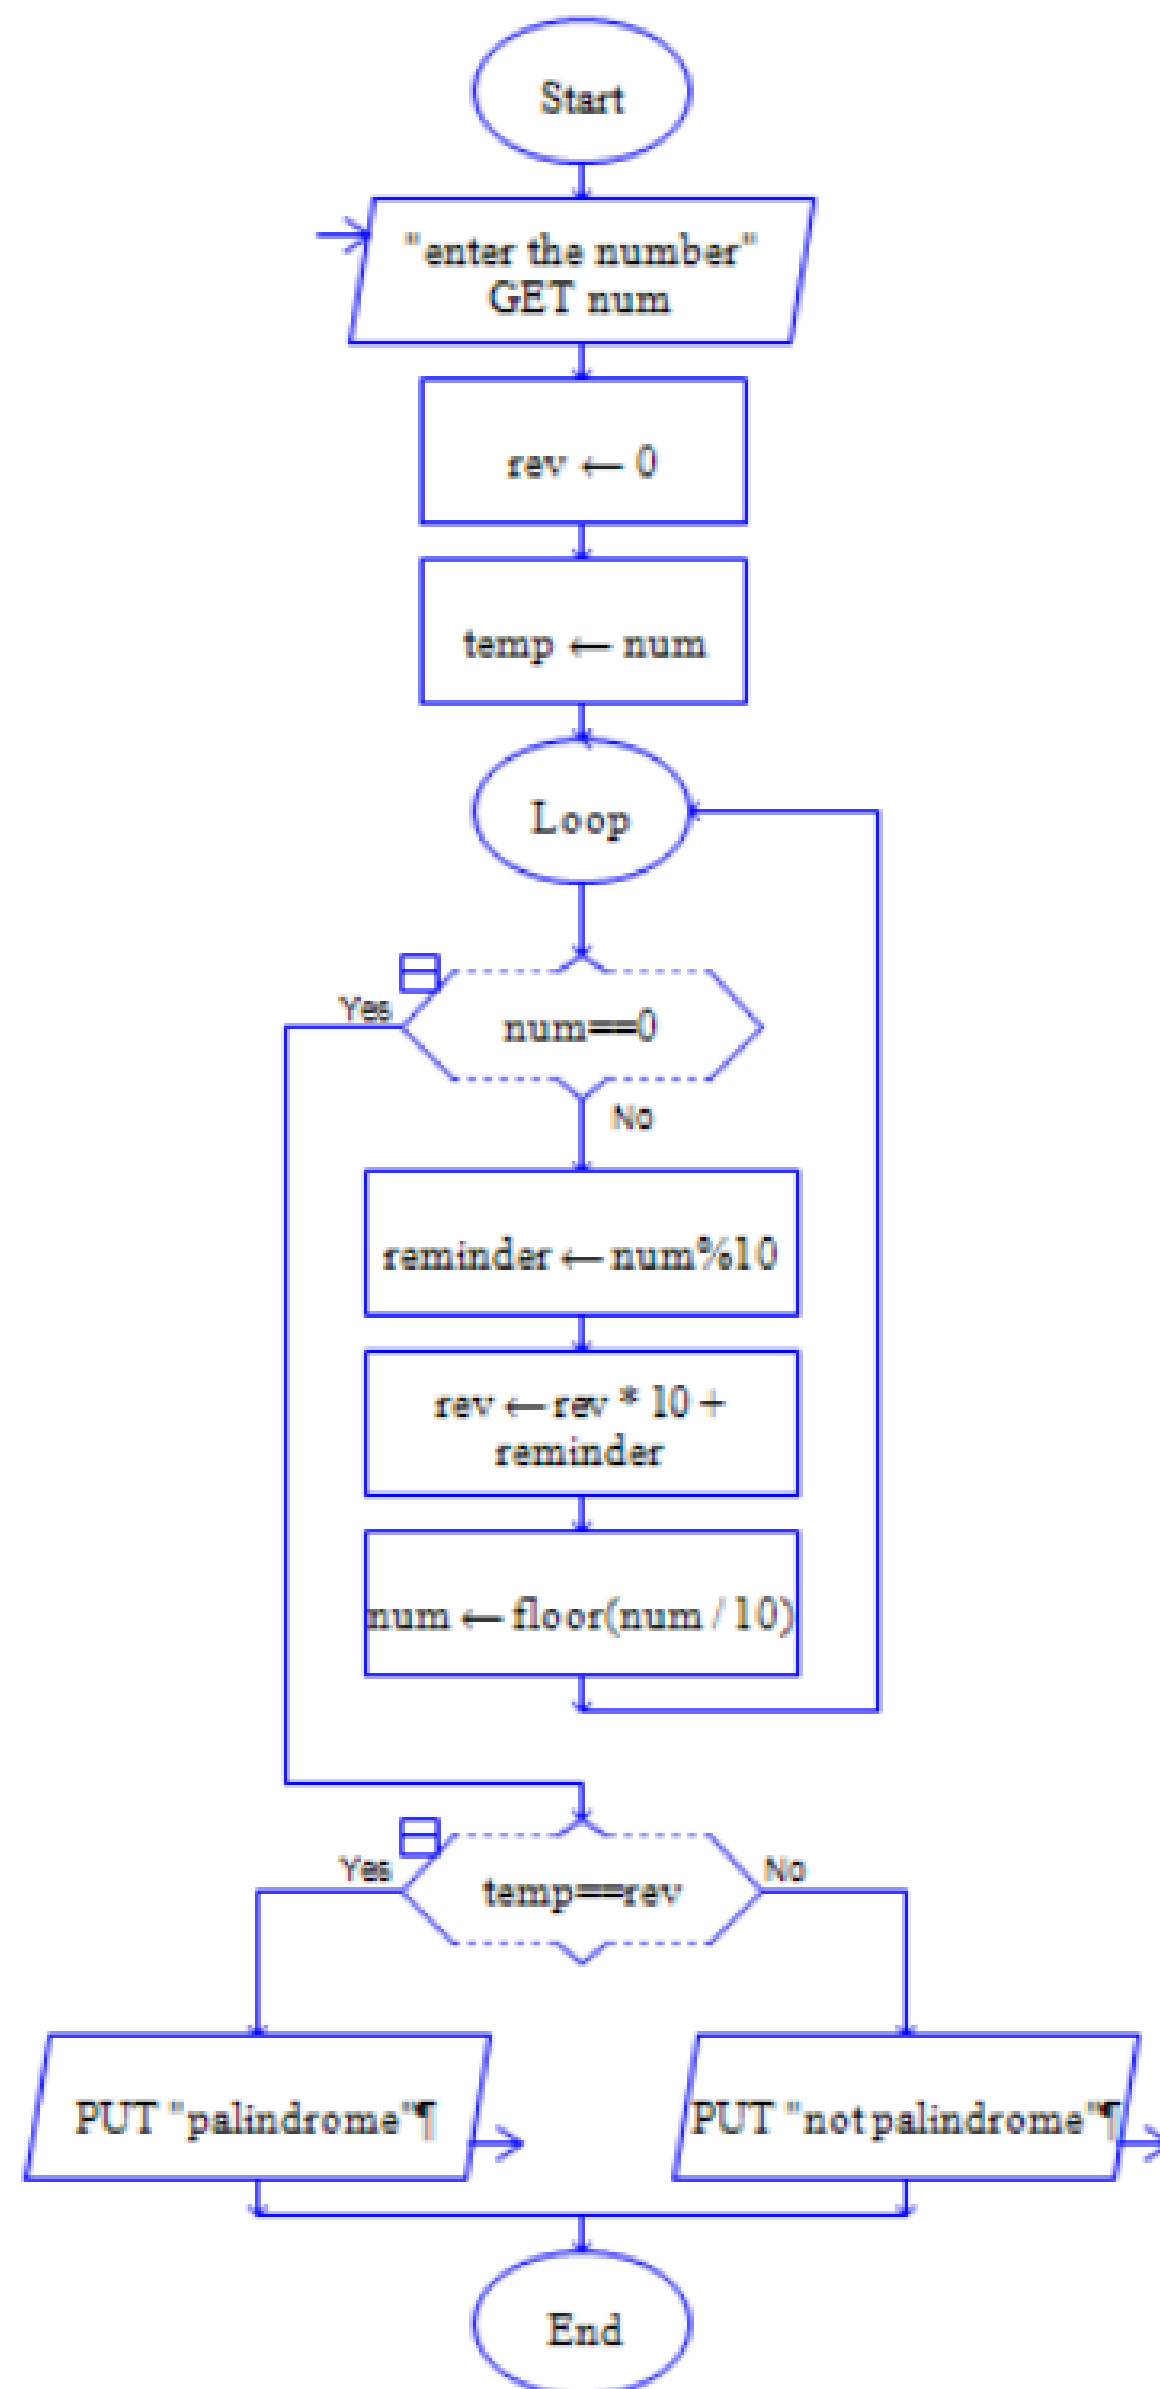 Start
"enter the number"
GET num
rev ← 0
temp ← num
Loop
Yes
num==0
No
reminder ← num%10
rev ← rev * 10 +
reminder
num ← floor(num / 10)
Yes
temp==rev
No
PUT "palindrome"¶
PUT "not palindrome"¶
End